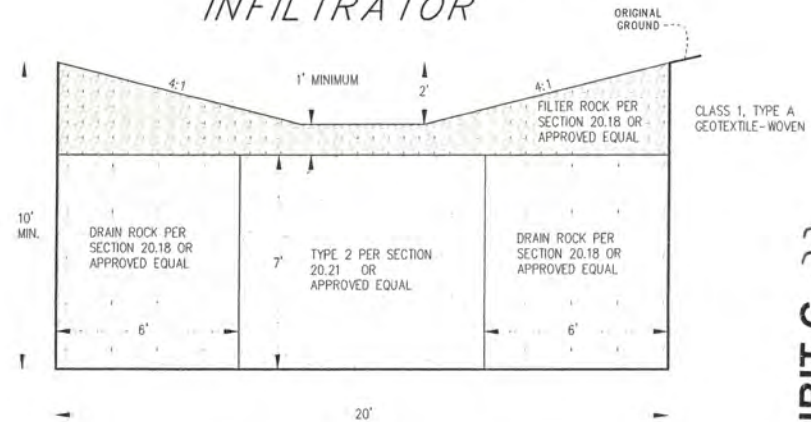 INFILTRATOR
ORIGINAL
GROUND
4:1
1' MINIMUM
2'
4:1
FILTER ROCK PER
SECTION 20.18 OR
APPROVED EQUAL
CLASS 1, TYPE A
GEOTEXTILE-WOVEN
10'
MIN.
DRAIN ROCK PER
SECTION 20.18 OR
APPROVED EQUAL
7'
TYPE 2 PER SECTION
20.21 OR
APPROVED EQUAL
DRAIN ROCK PER
SECTION 20.18 OR
APPROVED EQUAL
6'
6'
20'